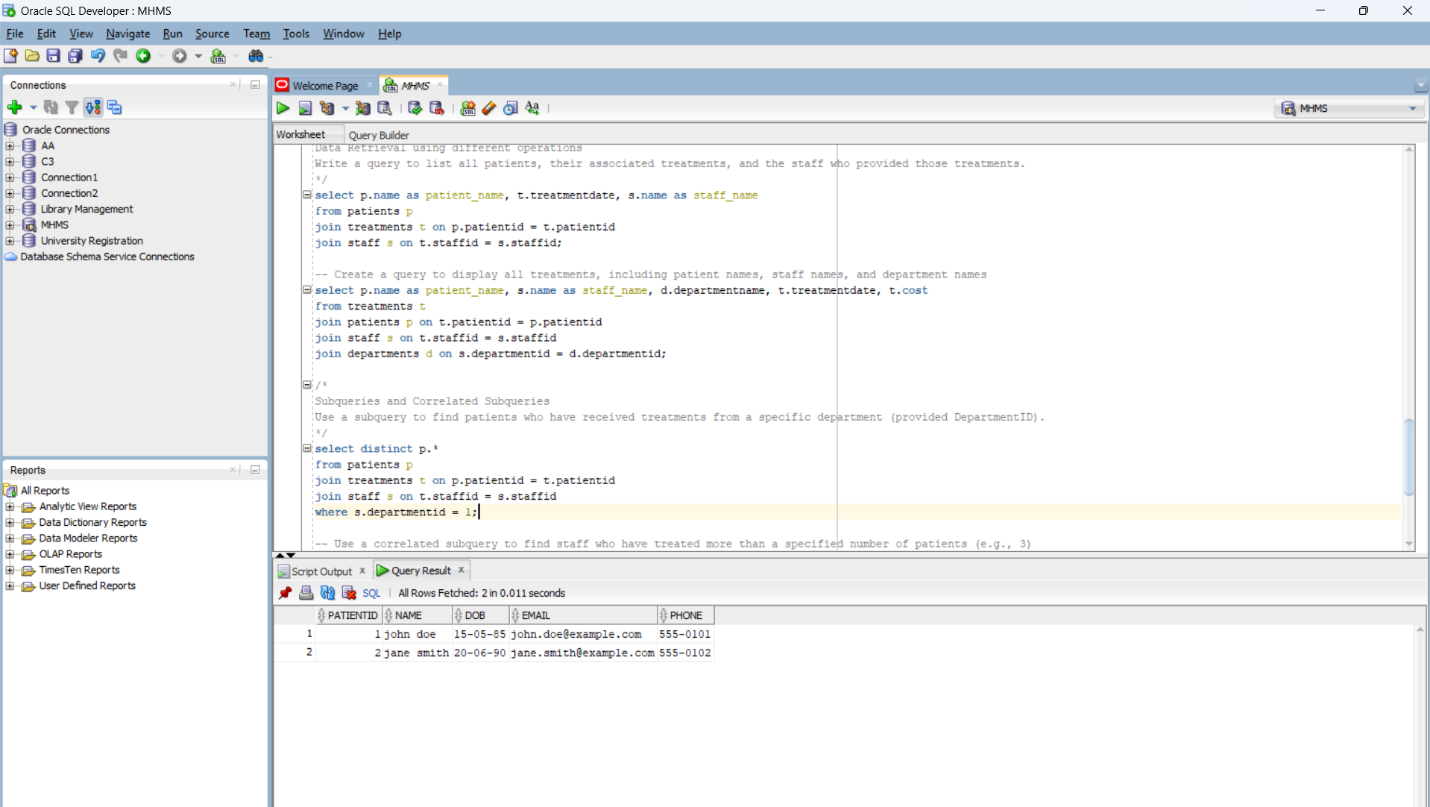 Oracle SQL Developer : MHMS
File Edit View Navigate Run Source Team Tools Window Help
Connections
Oracle Connections
AA
C3
Connection1
Connection2
Library Management
MHMS
University Registration
Database Schema Service Connections
Reports
All Reports
Analytic View Reports
Data Dictionary Reports
Data Modeler Reports
OLAP Reports
TimesTen Reports
User Defined Reports
Welcome Page MHMS
MHMS
Worksheet Query Builder
Data Retrieval using different operations
Write a query to list all patients, their associated treatments, and the staff who provided those treatments.
*/
select p.name as patient_name, t.treatmentdate, s.name as staff_name
from patients p
join treatments t on p.patientid = t.patientid
join staff s on t.staffid = s.staffid;
-- Create a query to display all treatments, including patient names, staff names, and department names
select p.name as patient_name, s.name as staff_name, d.departmentname, t.treatmentdate, t.cost
from treatments t
join patients p on t.patientid = p.patientid
join staff s on t.staffid = s.staffid
join departments d on s.departmentid = d.departmentid;
/*
Subqueries and Correlated Subqueries
Use a subquery to find patients who have received treatments from a specific department (provided DepartmentID).
*/
select distinct p.*
from patients p
join treatments t on p.patientid = t.patientid
join staff s on t.staffid = s.staffid
where s.departmentid = 1;
-- Use a correlated subquery to find staff who have treated more than a specified number of patients (e.g., 3)
Script Output x Query Result x
SQL | All Rows Fetched: 2 in 0.011 seconds
PATIENTID NAME DOB EMAIL PHONE
1 1 john doe 15-05-85 john.doe@example.com 555-0101
2 2 jane smith 20-06-90 jane.smith@example.com 555-0102